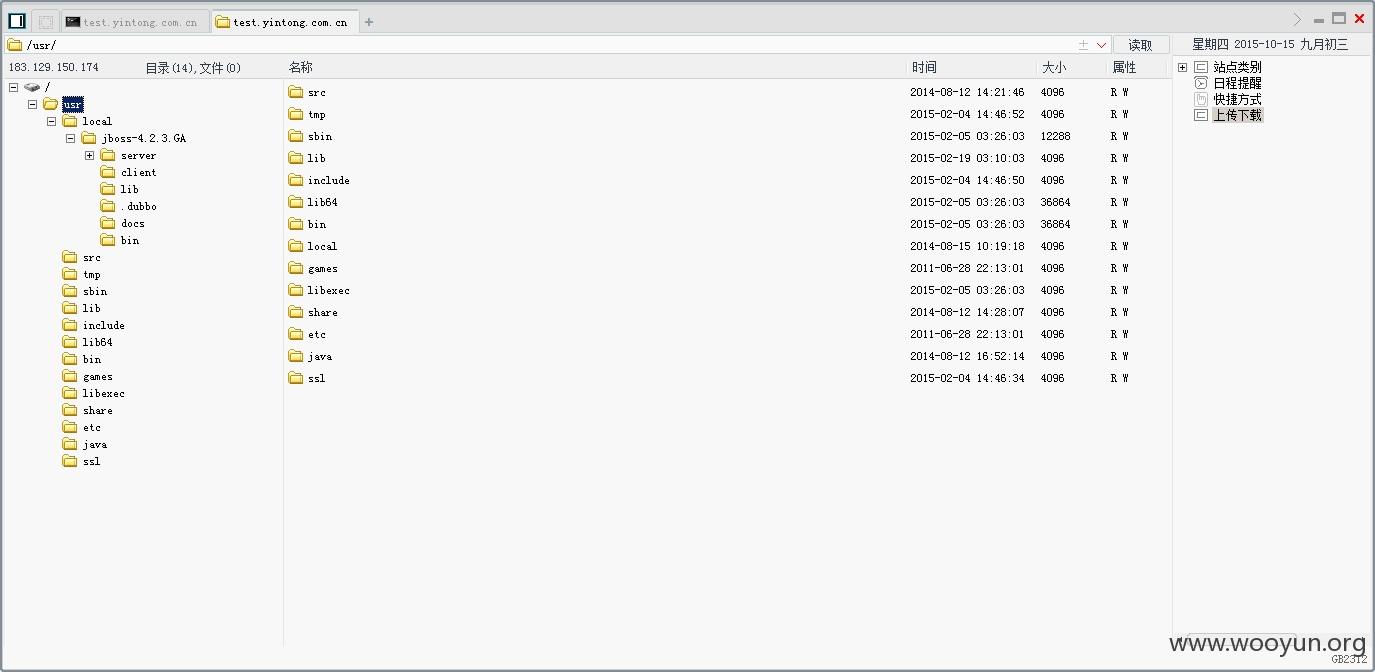 test.yintong.com.cn test.yintong.com.cn +
/usr/ 读取 星期四 2015-10-15 九月初三
183.129.150.174 目录(14),文件(0) 名称 时间 大小 属性
/
usr
local
jboss-4.2.3.GA
server
client
lib
.dubbo
docs
bin
src
tmp
sbin
lib
include
lib64
bin
games
libexec
share
etc
java
ssl
src 2014-08-12 14:21:46 4096 R W
tmp 2015-02-04 14:46:52 4096 R W
sbin 2015-02-05 03:26:03 12288 R W
lib 2015-02-19 03:10:03 4096 R W
include 2015-02-04 14:46:50 4096 R W
lib64 2015-02-05 03:26:03 36864 R W
bin 2015-02-05 03:26:03 36864 R W
local 2014-08-15 10:19:18 4096 R W
games 2011-06-28 22:13:01 4096 R W
libexec 2015-02-05 03:26:03 4096 R W
share 2014-08-12 14:28:07 4096 R W
etc 2011-06-28 22:13:01 4096 R W
java 2014-08-12 16:52:14 4096 R W
ssl 2015-02-04 14:46:34 4096 R W
站点类别
日程提醒
快捷方式
上传下载
www.wooyun.org
GB2312